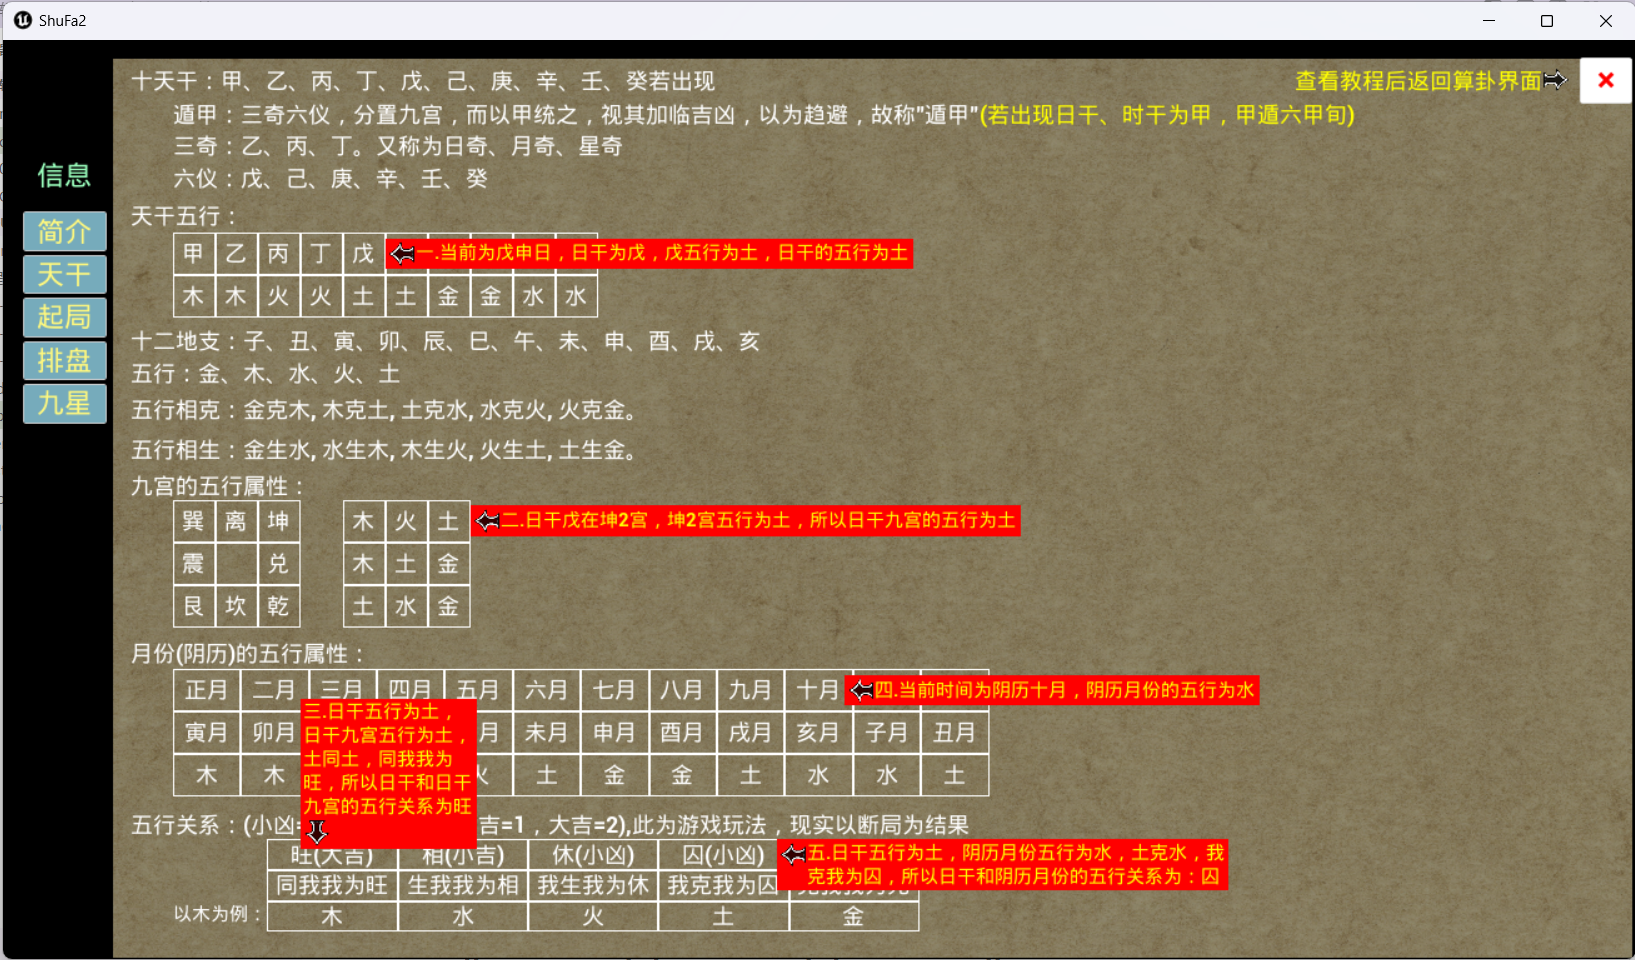 ShuFa2
十天干：甲、乙、丙、丁、戊、己、庚、辛、壬、癸若出现
查看教程后返回算卦界面
遁甲：三奇六仪，分置九宫，而以甲统之，视其加临吉凶，以为趋避，故称"遁甲"(若出现日干、时干为甲，甲遁六甲旬)
三奇：乙、丙、丁。又称为日奇、月奇、星奇
六仪：戊、己、庚、辛、壬、癸
信息
简介
天干
起局
排盘
九星
天干五行：
甲 乙 丙 丁 戊
一.当前为戊申日，日干为戊，戊五行为土，日干的五行为土
木 木 火 火 土 土 金 金 水 水
十二地支：子、丑、寅、卯、辰、巳、午、未、申、酉、戌、亥
五行：金、木、水、火、土
五行相克：金克木, 木克土, 土克水, 水克火, 火克金。
五行相生：金生水, 水生木, 木生火, 火生土, 土生金。
九宫的五行属性：
巽 离 坤 木 火 土
二.日干戊在坤2宫，坤2宫五行为土，所以日干九宫的五行为土
震 兑 木 土 金
艮 坎 乾 土 水 金
月份(阴历)的五行属性：
正月 二月 三月 四月 五月 六月 七月 八月 九月 十月
四.当前时间为阴历十月，阴历月份的五行为水
寅月 卯月 月 未月 申月 酉月 戌月 亥月 子月 丑月
木 木 火 土 金 金 土 水 水 土
三.日干五行为土，
日干九宫五行为土，
土同土，同我我为
旺，所以日干和日干
九宫的五行关系为旺
五行关系：(小凶= 吉=1，大吉=2),此为游戏玩法，现实以断局为结果
旺(大吉) 相(小吉) 休(小凶) 囚(小凶)
五.日干五行为土，阴历月份五行为水，土克水，我
克我为囚，所以日干和阴历月份的五行关系为：囚
同我我为旺 生我我为相 我生我为休 我克我为囚
以木为例： 木 水 火 土 金